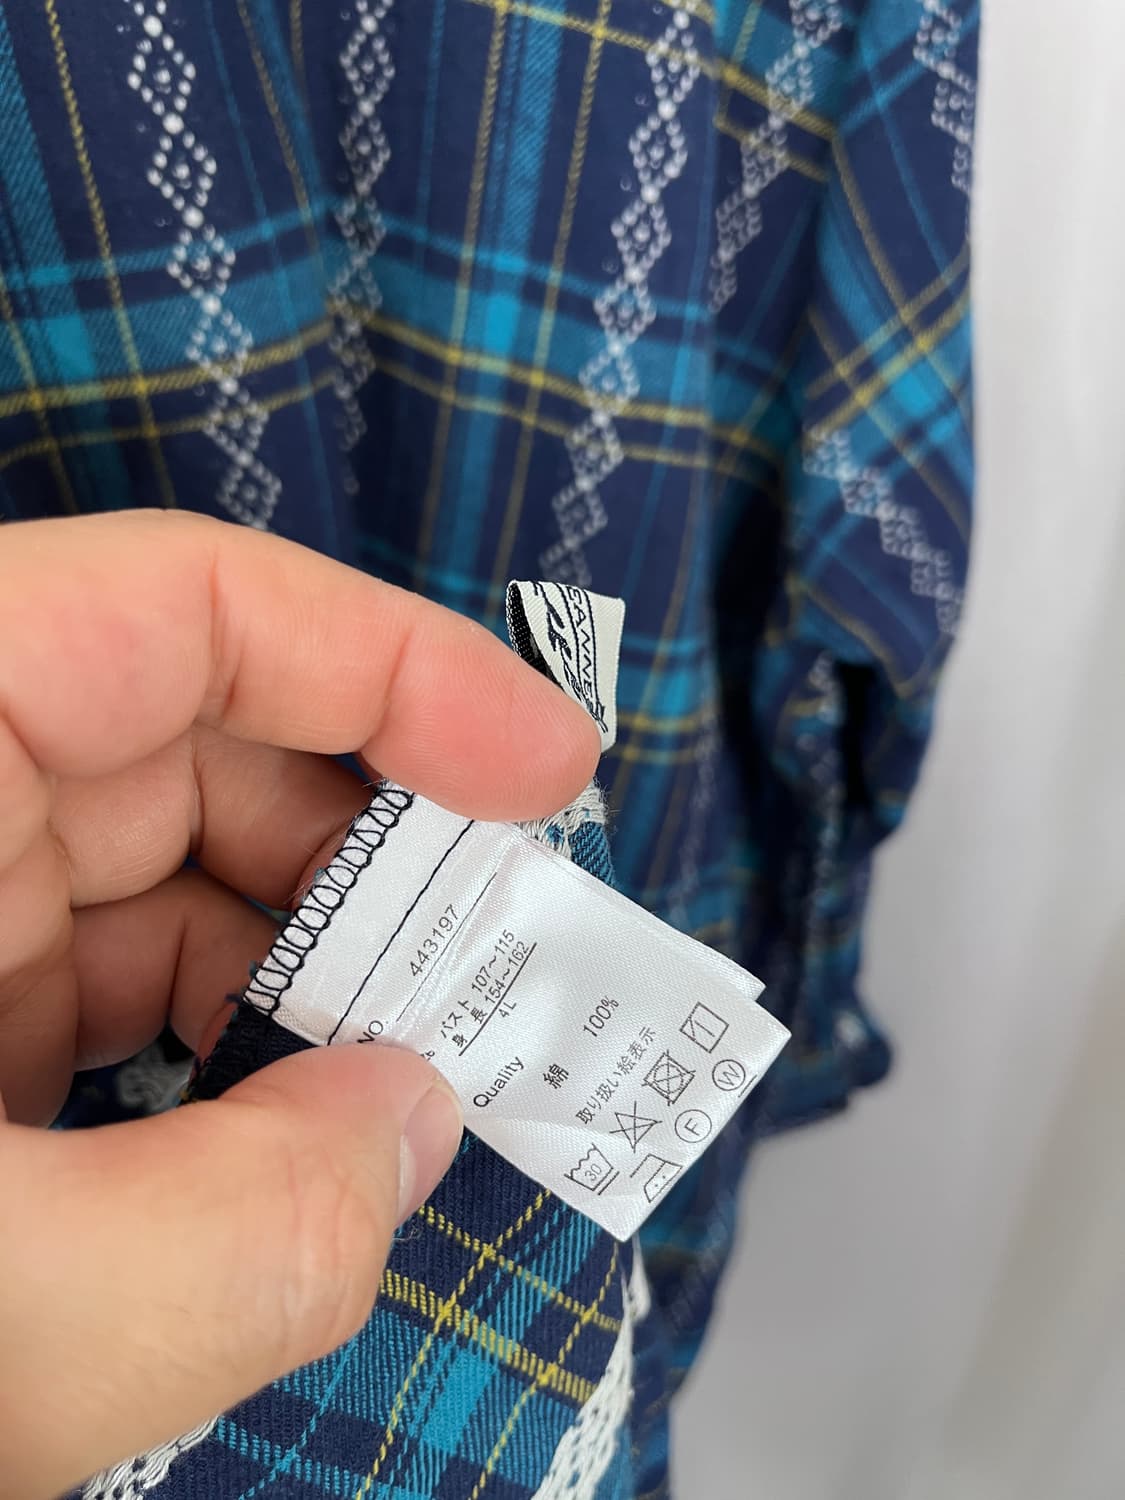 CANNE
NO. 443197
バスト 107〜115
身 長 154〜162
4L
Quality
綿 100%
取り扱い絵表示
30
F
W